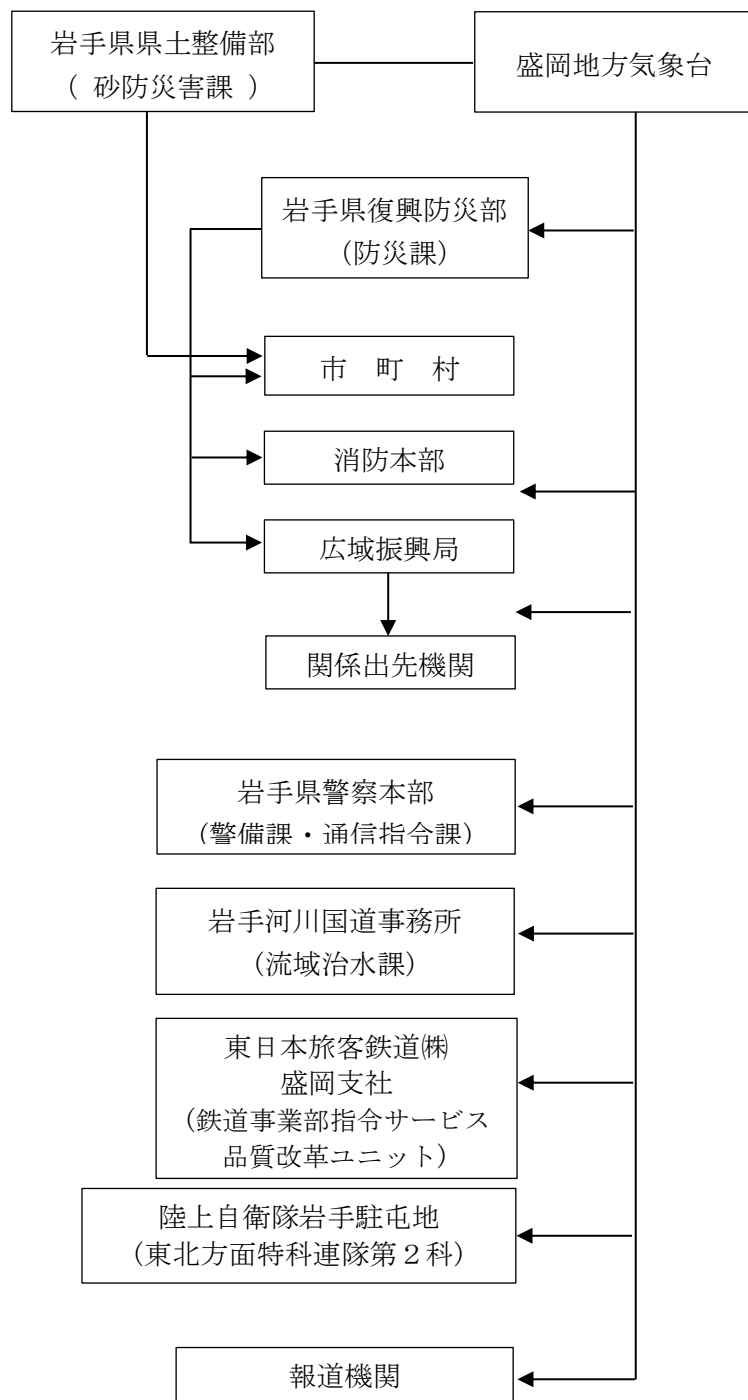 岩手県県土整備部
( 砂防災害課 )
盛岡地方気象台
岩手県復興防災部
(防災課)
市　町　村
消防本部
広域振興局
関係出先機関
岩手県警察本部
(警備課・通信指令課)
岩手河川国道事務所
(流域治水課)
東日本旅客鉄道㈱
盛岡支社
(鉄道事業部指令サービス
品質改革ユニット)
陸上自衛隊岩手駐屯地
(東北方面特科連隊第２科)
報道機関